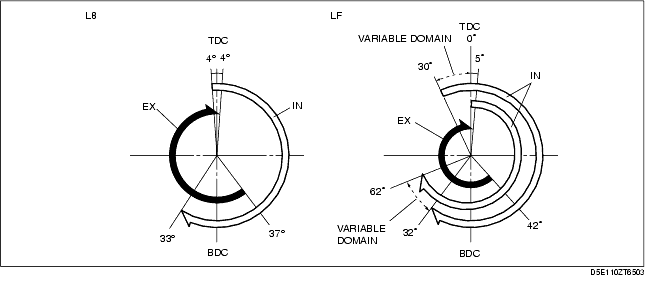 L8
LF
TDC
4° 4°
EX
IN
33°
37°
BDC
TDC
0°
VARIABLE DOMAIN
30°
5°
IN
EX
62°
VARIABLE
DOMAIN
32°
42°
BDC
D5E110ZT6503